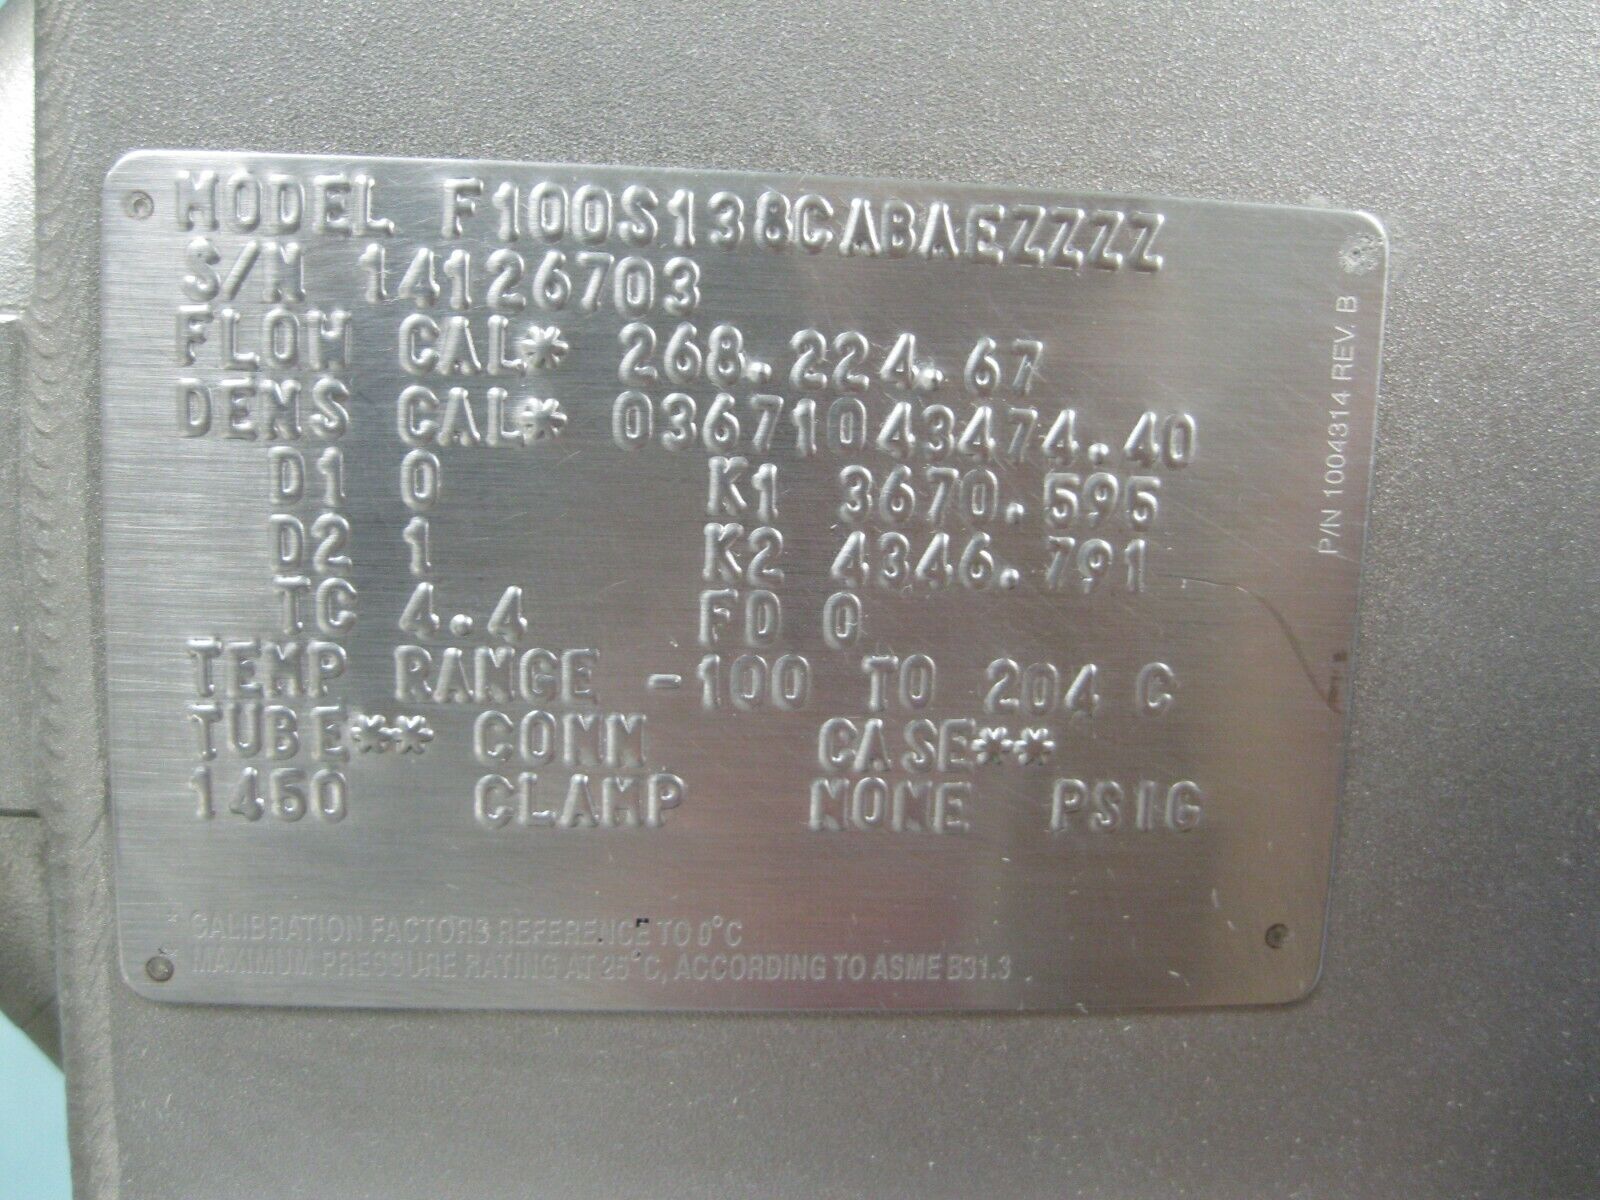 MODEL F100S138CABAEZZZZ
S/N 14126703
FLOW CAL* 268.224.67
DENS CAL* 03671043474.40
D1 0 K1 3670.595
D2 1 K2 4346.791
TC 4.4 FD 0
TEMP RANGE -100 TO 204 C
TUBE** CONN CASE**
1450 CLAMP NONE PSIG
* CALIBRATION FACTORS REFERENCE TO 0°C
** MAXIMUM PRESSURE RATING AT 25°C, ACCORDING TO ASME B31.3
P/N 1004314 REV. B